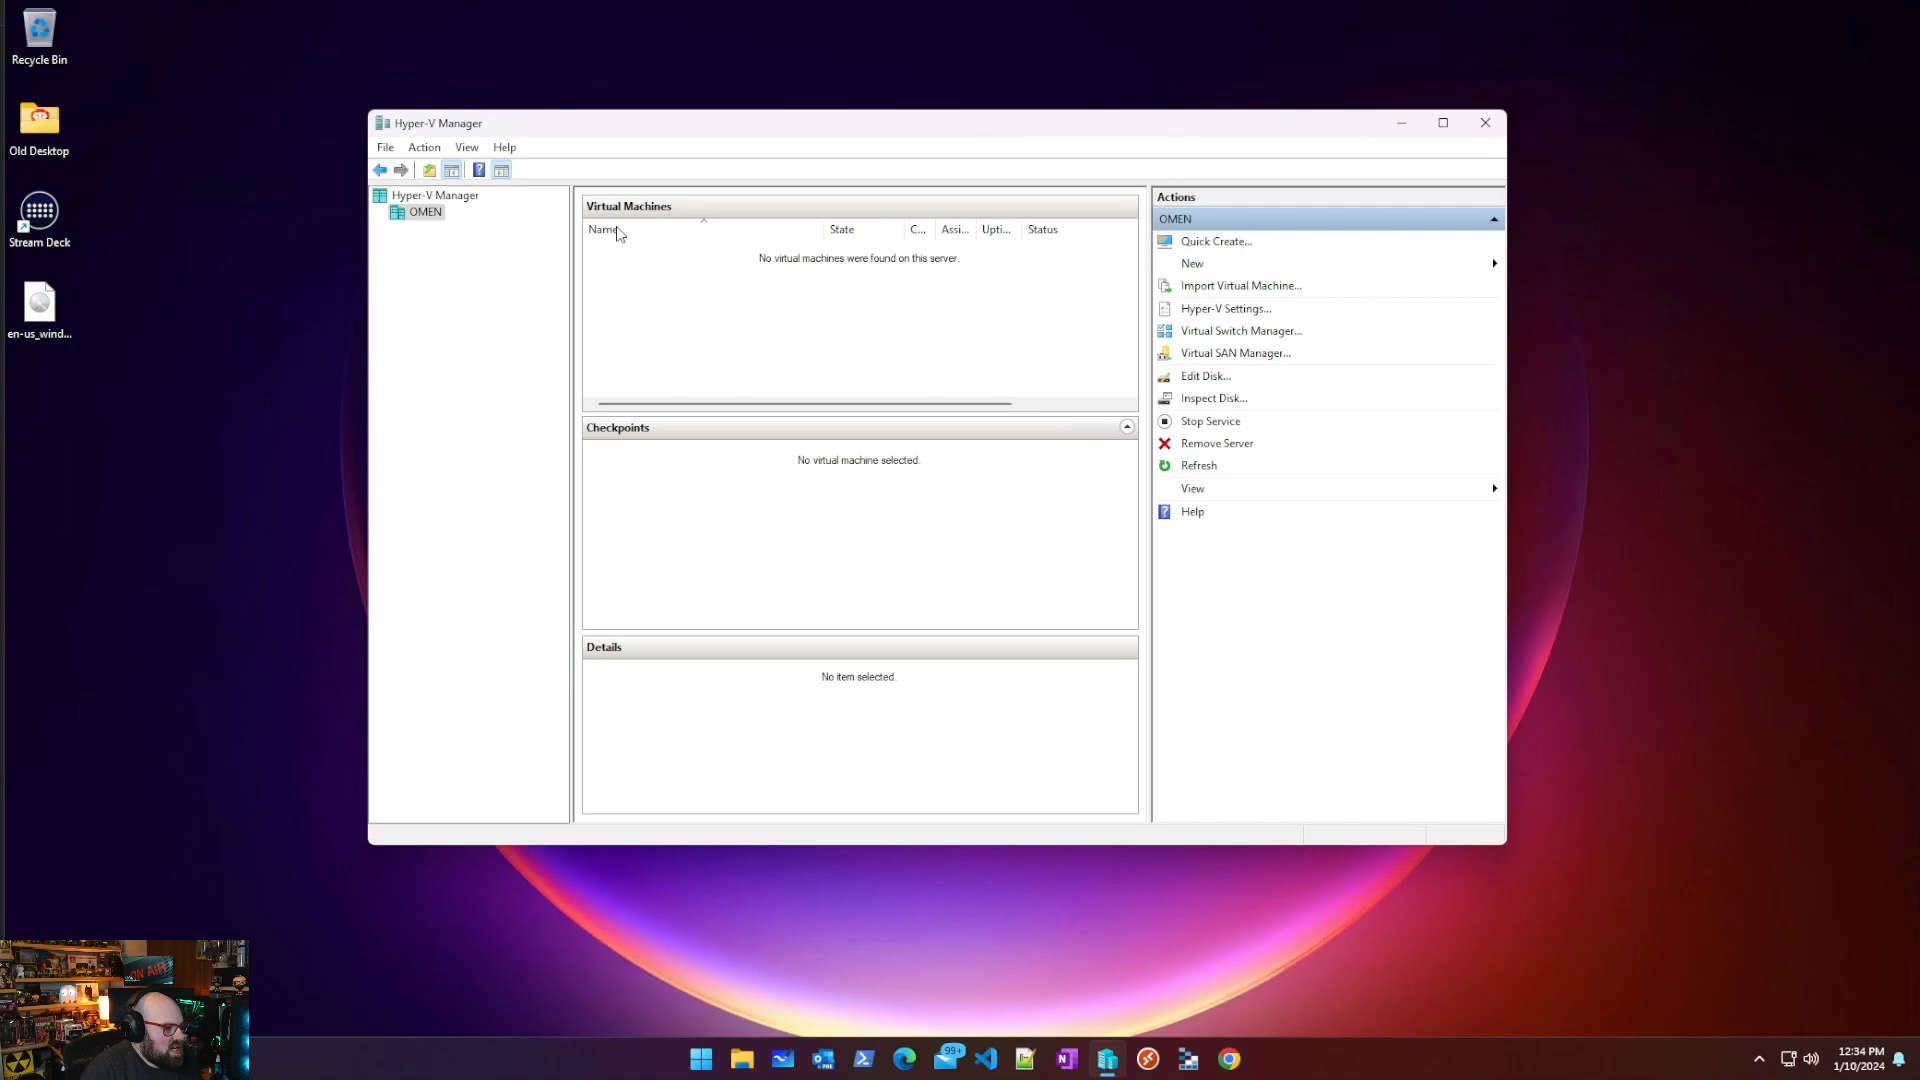 Recycle Bin
Old Desktop
Stream Deck
en-us_wind...
Hyper-V Manager
File Action View Help
Hyper-V Manager
OMEN
Virtual Machines
Name State C... Assi... Upti... Status
No virtual machines were found on this server.
Checkpoints
No virtual machine selected.
Details
No item selected.
Actions
OMEN
Quick Create...
New
Import Virtual Machine...
Hyper-V Settings...
Virtual Switch Manager...
Virtual SAN Manager...
Edit Disk...
Inspect Disk...
Stop Service
Remove Server
Refresh
View
Help
ON AIR
99+
12:34 PM
1/10/2024